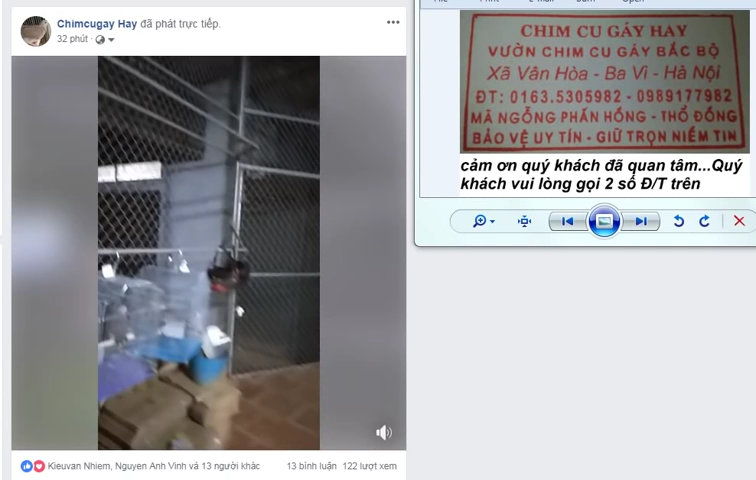 Chimcugay Hay đã phát trực tiếp.
32 phút ·
Kieuvan Nhiem, Nguyen Anh Vinh và 13 người khác
13 bình luận 122 lượt xem
CHIM CU GÁY HAY
VƯỜN CHIM CU GÁY BẮC BỘ
Xã Vân Hòa - Ba Vì - Hà Nội
ĐT: 0163.5305982 - 0989177982
MÃ NGỖNG PHẤN HỒNG - THỔ ĐỒNG
BẢO VỆ UY TÍN - GIỮ TRỌN NIỀM TIN
cảm ơn quý khách đã quan tâm...Quý
khách vui lòng gọi 2 số Đ/T trên